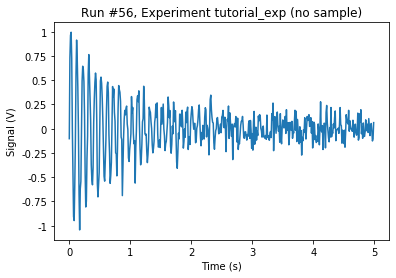 Run #56, Experiment tutorial_exp (no sample)
1
0.75
0.5
0.25
0
-0.25
-0.5
-0.75
-1
Signal (V)
0 1 2 3 4 5
Time (s)